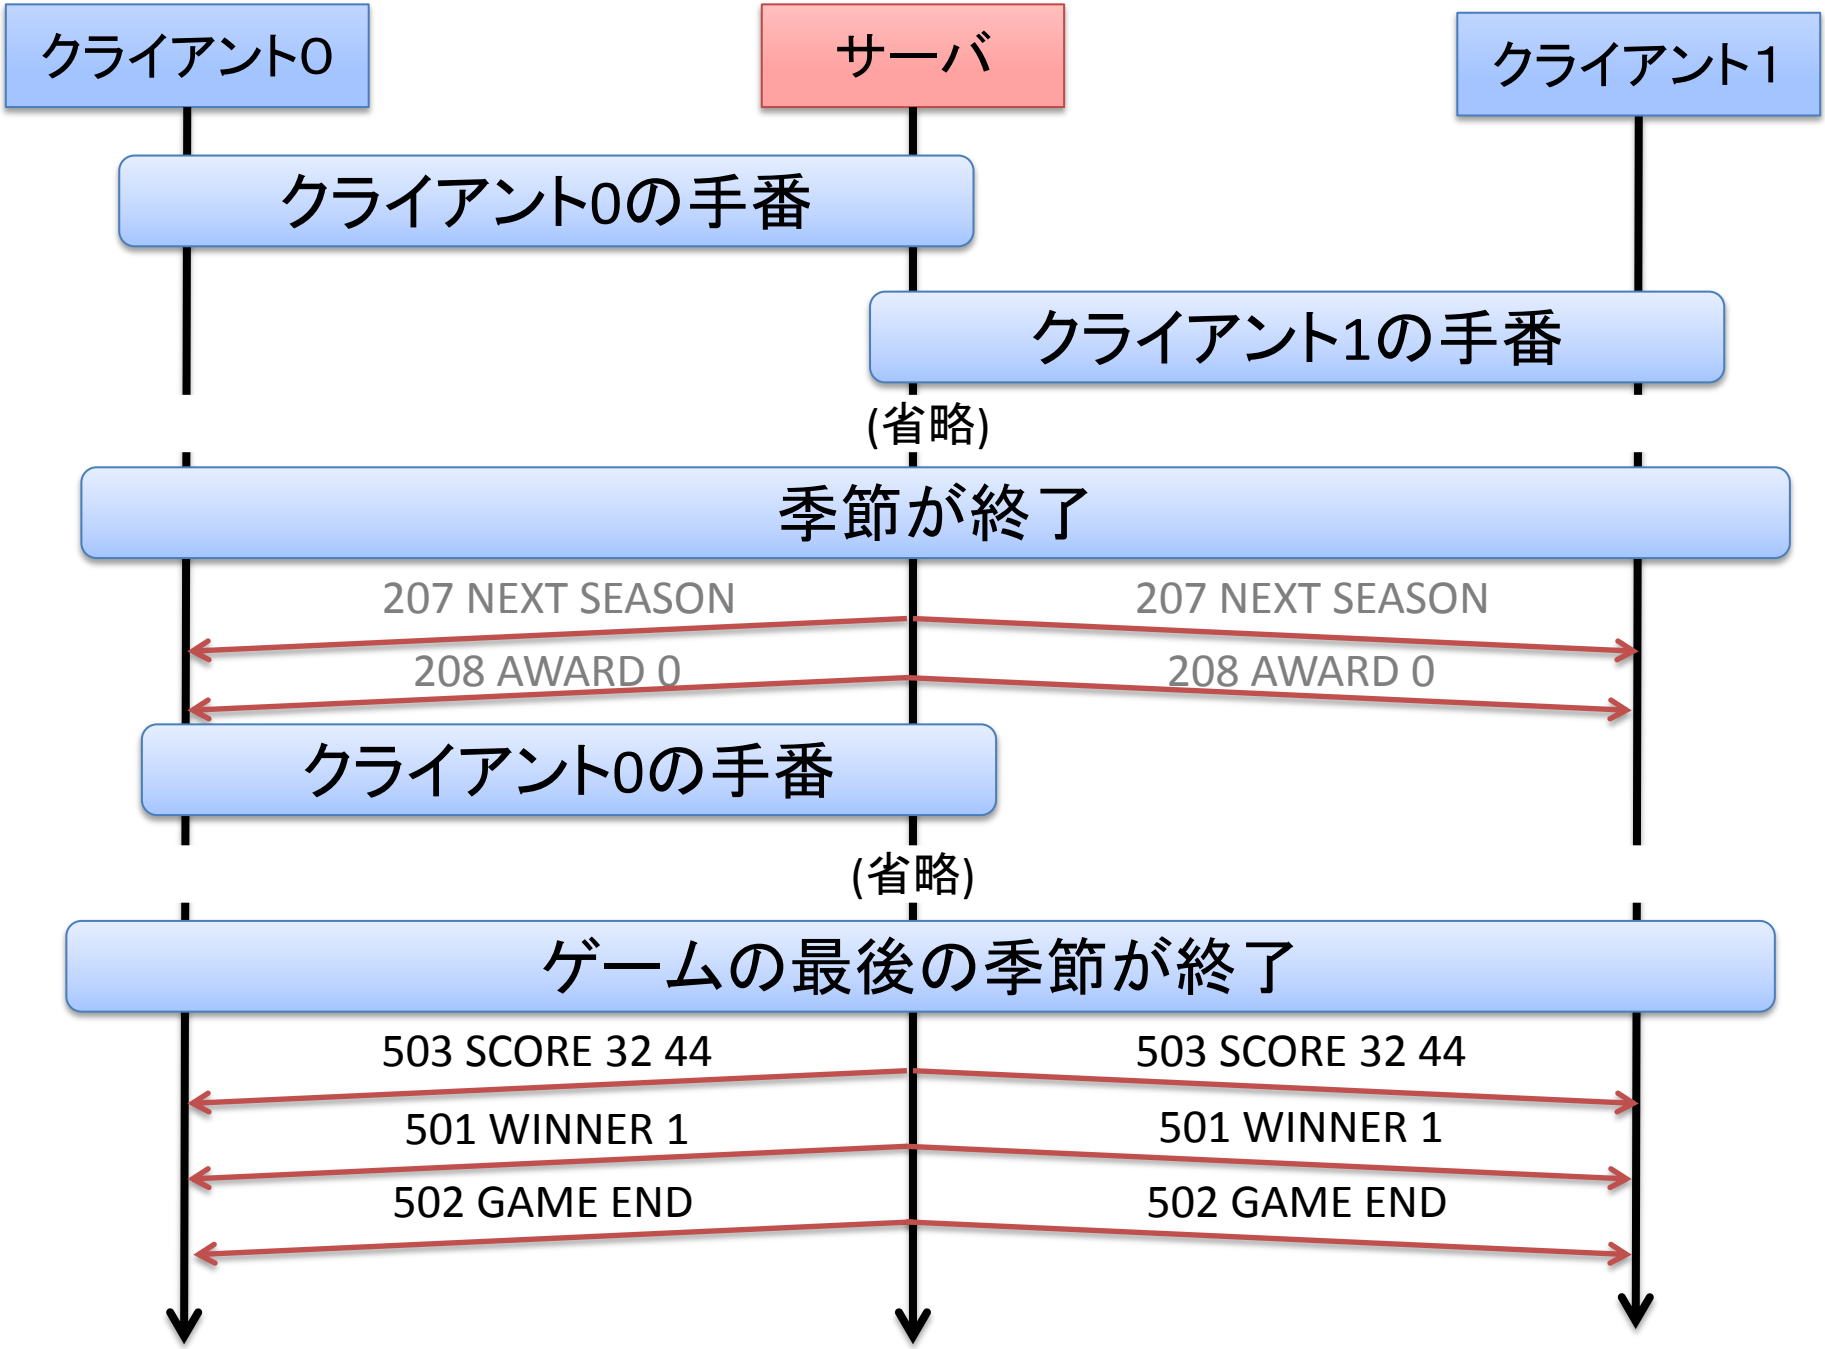 クライアント0
サーバ
クライアント1
クライアント0の手番
クライアント1の手番
(省略)
季節が終了
207 NEXT SEASON
207 NEXT SEASON
208 AWARD 0
208 AWARD 0
クライアント0の手番
(省略)
ゲームの最後の季節が終了
503 SCORE 32 44
503 SCORE 32 44
501 WINNER 1
501 WINNER 1
502 GAME END
502 GAME END